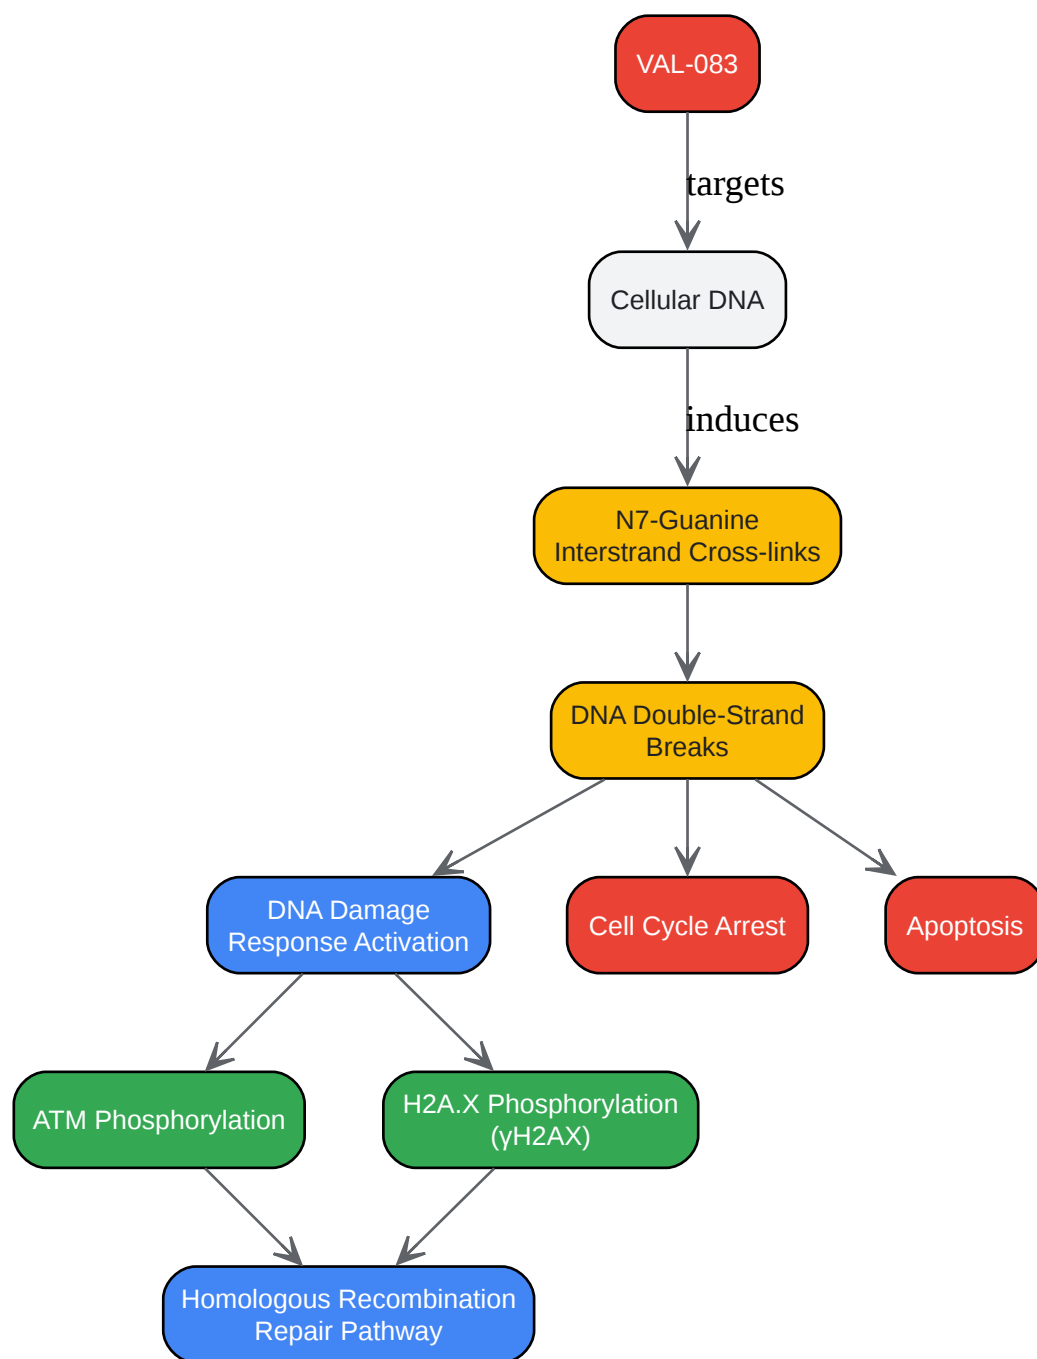 VAL-083
targets
Cellular DNA
induces
N7-Guanine
Interstrand Cross-links
DNA Double-Strand
Breaks
DNA Damage
Response Activation
Cell Cycle Arrest
Apoptosis
ATM Phosphorylation
H2A.X Phosphorylation
(γH2AX)
Homologous Recombination
Repair Pathway